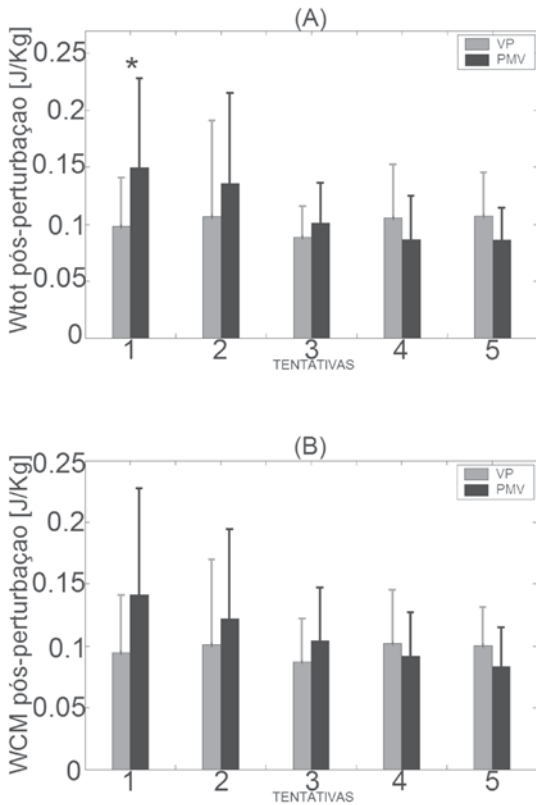 (A)
Wtot pós-perturbaçao [J/Kg]
0.25
0.2
0.15
0.1
0.05
0
*
VP
PMV
1 2 3 4 5
TENTATIVAS
(B)
WCM pós-perturbaçao [J/Kg]
0.25
0.2
0.15
0.1
0.05
0
VP
PMV
1 2 3 4 5
TENTATIVAS